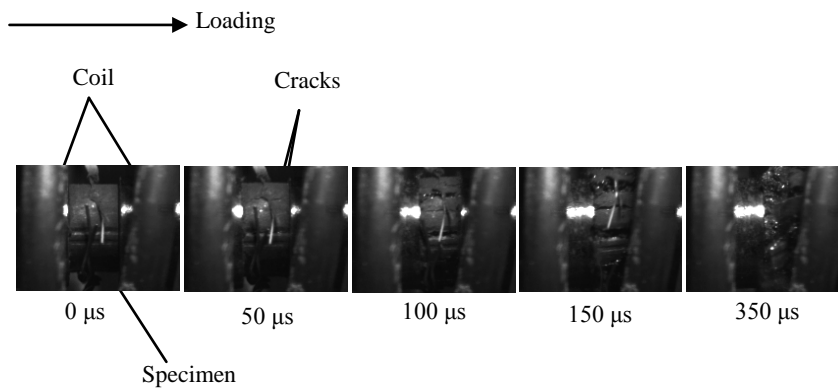 Loading
Coil
Cracks
0 μs
50 μs
100 μs
150 μs
350 μs
Specimen